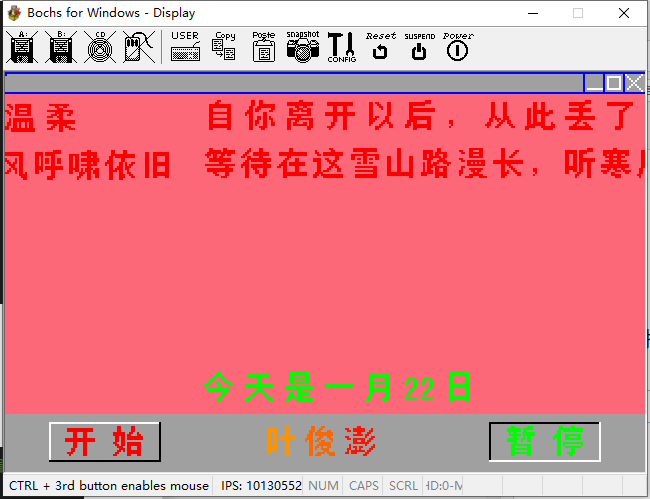 Bochs for Windows - Display
A: B: CD USER Copy Paste snapshot CONFIG Reset SUSPEND Power
温柔 自你离开以后，从此丢了
风呼啸依旧 等待在这雪山路漫长，听寒
今天是一月22日
开始 叶俊澎 暂停
CTRL + 3rd button enables mouse IPS: 10130552 NUM CAPS SCRL HD:0-M